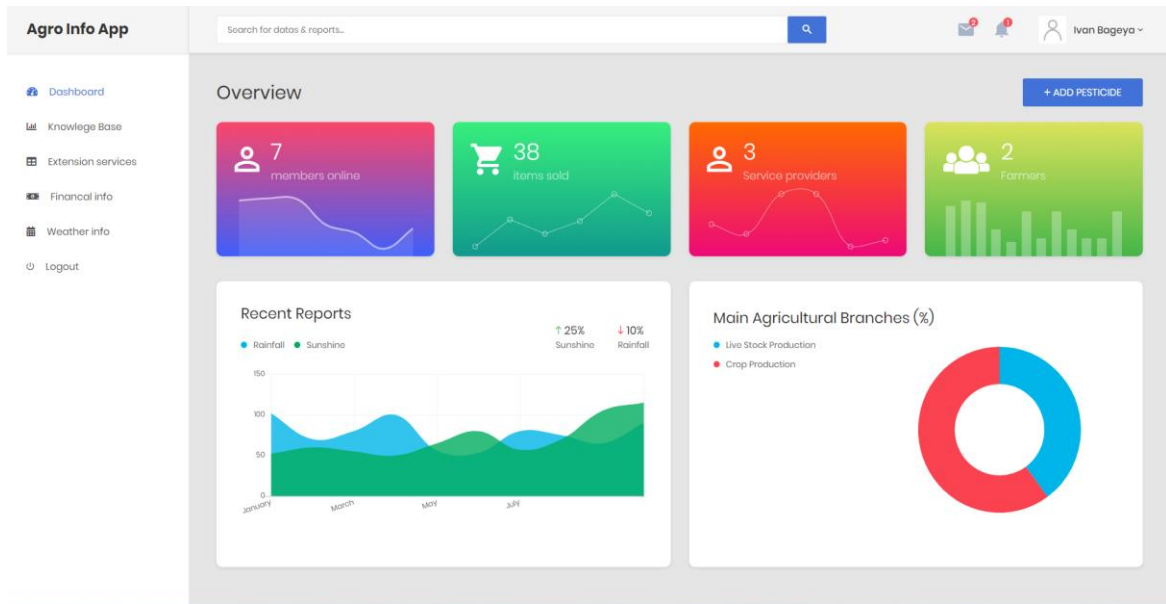 Agro Info App
Search for datas & reports...
2
1
Ivan Bageya
Dashboard
Knowlege Base
Extension services
Financal info
Weather info
Logout
Overview
+ ADD PESTICIDE
7
members online
38
items sold
3
Service providers
2
Farmers
Recent Reports
Rainfall Sunshine
↑ 25% ↓ 10%
Sunshine Rainfall
150
100
50
0
January March May July
Main Agricultural Branches (%)
Live Stock Production
Crop Production